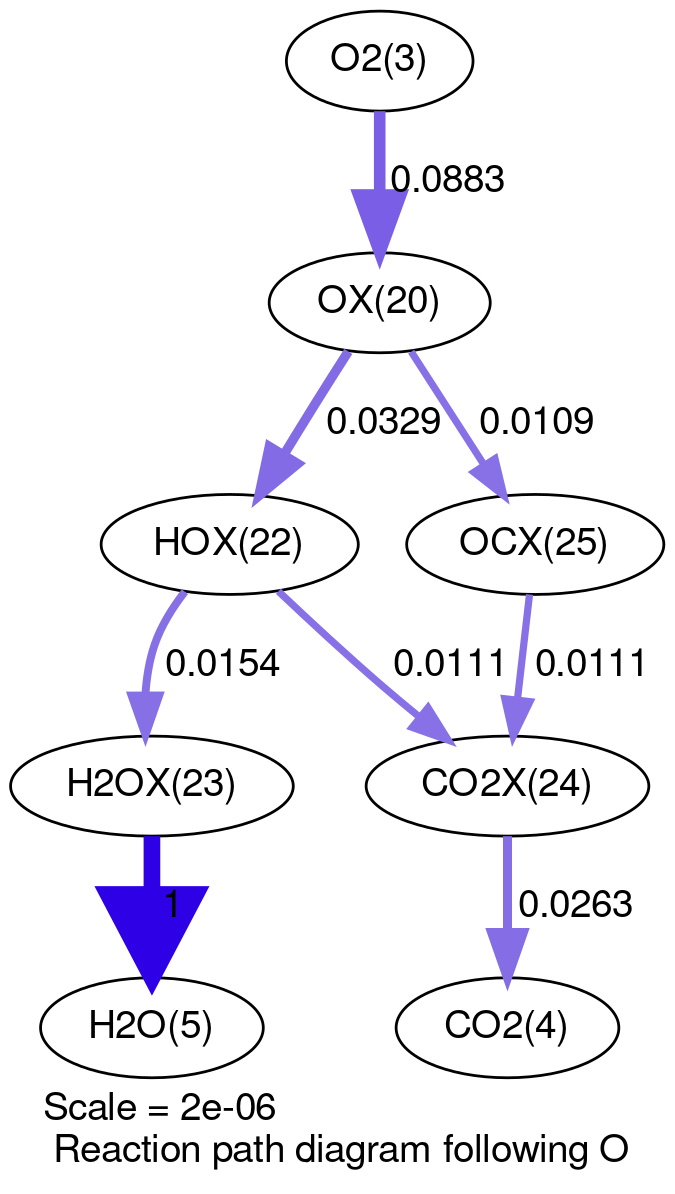 O2(3)
0.0883
OX(20)
0.0329
0.0109
HOX(22)
OCX(25)
0.0154
0.0111
0.0111
H2OX(23)
CO2X(24)
1
0.0263
H2O(5)
CO2(4)
Scale = 2e-06
Reaction path diagram following O